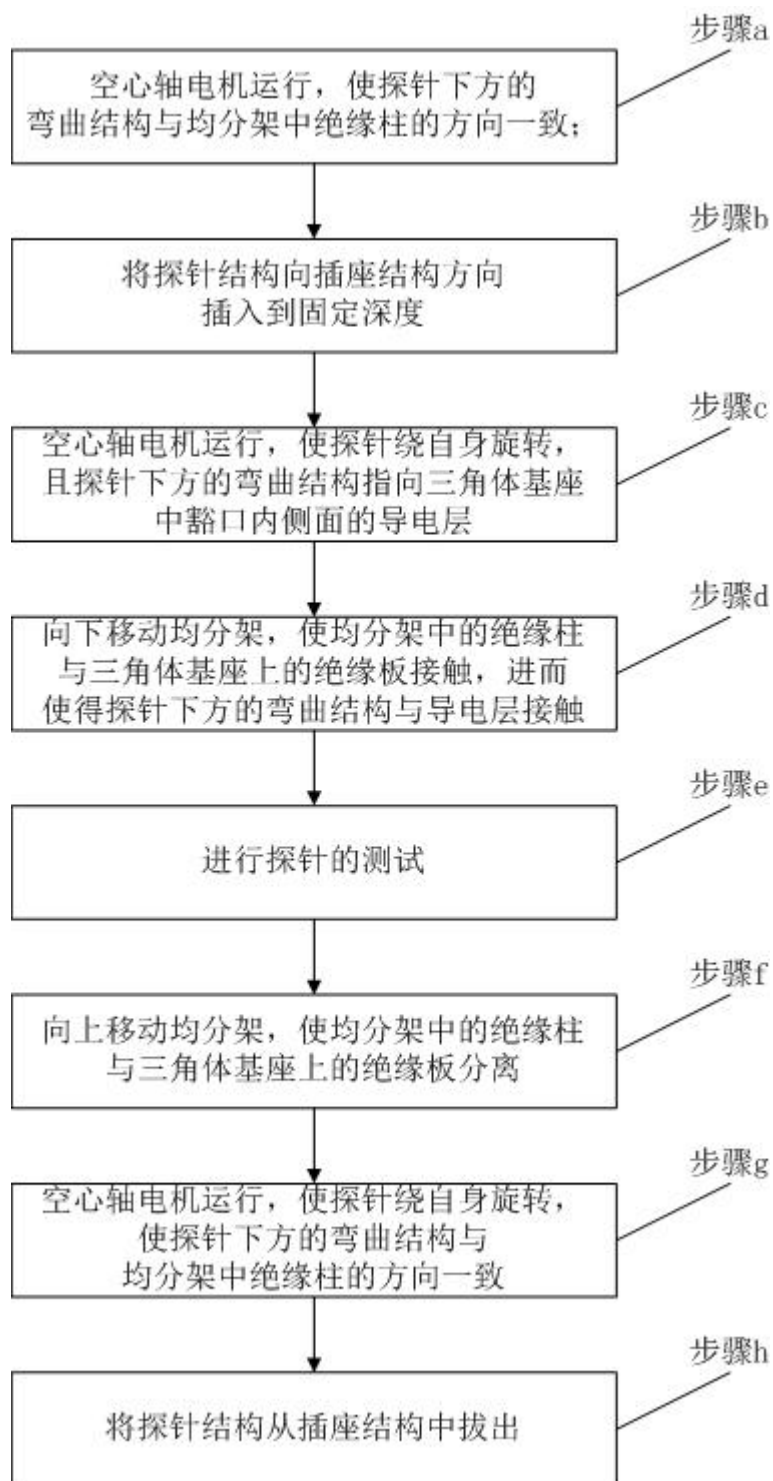 步骤a
空心轴电机运行，使探针下方的
弯曲结构与均分架中绝缘柱的方向一致；
步骤b
将探针结构向插座结构方向
插入到固定深度
步骤c
空心轴电机运行，使探针绕自身旋转，
且探针下方的弯曲结构指向三角体基座
中豁口内侧面的导电层
步骤d
向下移动均分架，使均分架中的绝缘柱
与三角体基座上的绝缘板接触，进而
使得探针下方的弯曲结构与导电层接触
步骤e
进行探针的测试
步骤f
向上移动均分架，使均分架中的绝缘柱
与三角体基座上的绝缘板分离
步骤g
空心轴电机运行，使探针绕自身旋转，
使探针下方的弯曲结构与
均分架中绝缘柱的方向一致
步骤h
将探针结构从插座结构中拔出